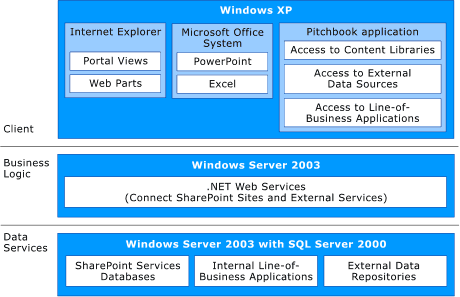 Windows XP
Internet Explorer
Portal Views
Web Parts
Microsoft Office
System
PowerPoint
Excel
Pitchbook application
Access to Content Libraries
Access to External
Data Sources
Access to Line-of-
Business Applications
Client
Business
Logic
Windows Server 2003
.NET Web Services
(Connect SharePoint Sites and External Services)
Data
Services
Windows Server 2003 with SQL Server 2000
SharePoint Services
Databases
Internal Line-of-
Business Applications
External Data
Repositories